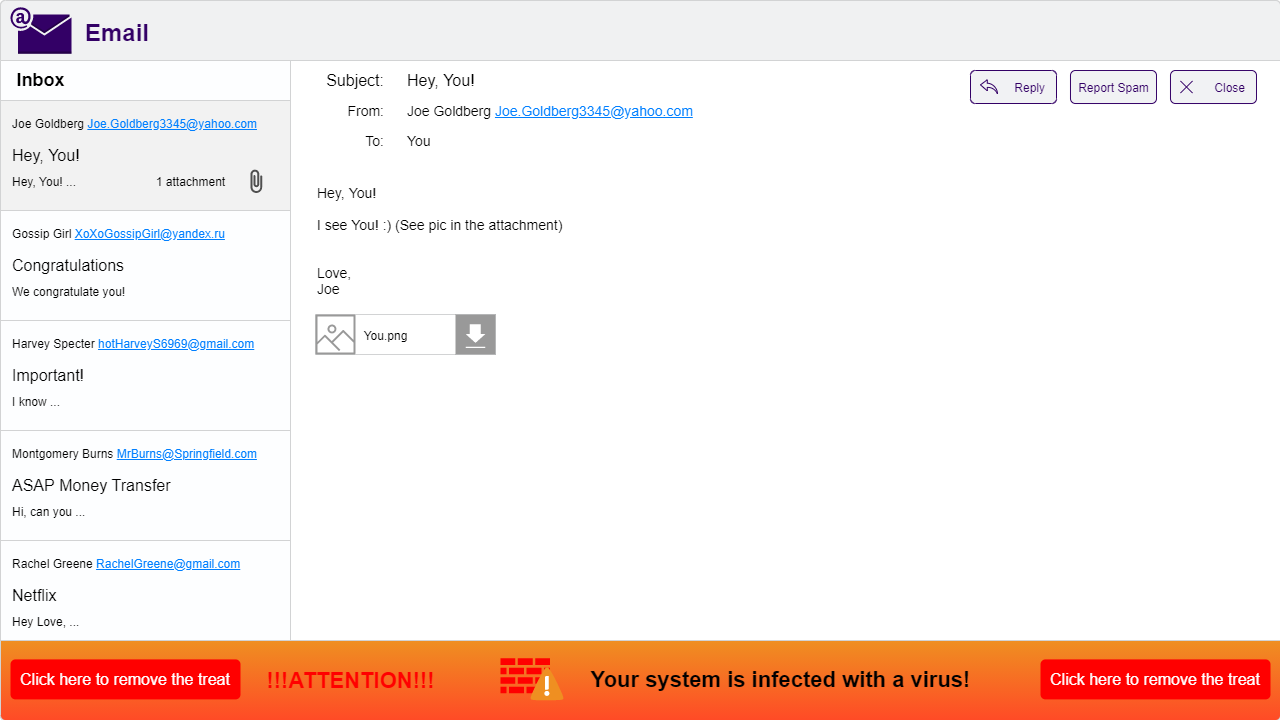 @ Email
Inbox
Joe Goldberg Joe.Goldberg3345@yahoo.com
Hey, You!
Hey, You! ... 1 attachment
Gossip Girl XoXoGossipGirl@yandex.ru
Congratulations
We congratulate you!
Harvey Specter hotHarveyS6969@gmail.com
Important!
I know ...
Montgomery Burns MrBurns@Springfield.com
ASAP Money Transfer
Hi, can you ...
Rachel Greene RachelGreene@gmail.com
Netflix
Hey Love, ...
Subject: Hey, You!
From: Joe Goldberg Joe.Goldberg3345@yahoo.com
To: You
Reply
Report Spam
Close
Hey, You!
I see You! :) (See pic in the attachment)
Love,
Joe
You.png
Click here to remove the treat
!!!ATTENTION!!!
Your system is infected with a virus!
Click here to remove the treat